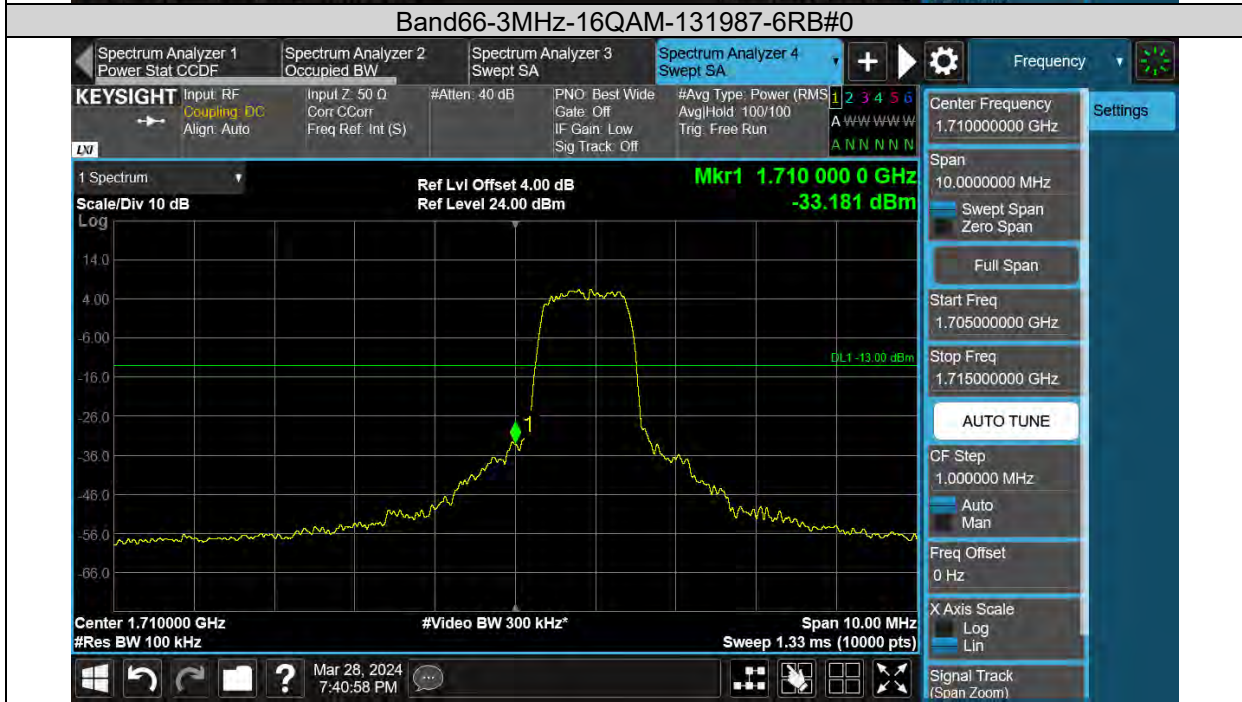 Band66-3MHz-16QAM-131987-6RB#0
Spectrum Analyzer 1
Power Stat CCDF
Spectrum Analyzer 2
Occupied BW
Spectrum Analyzer 3
Swept SA
Spectrum Analyzer 4
Swept SA
+
Frequency
KEYSIGHT
Input: RF
Coupling: DC
Align: Auto
Input Z: 50 Ω
Corr CCorr
Freq Ref: Int (S)
#Atten: 40 dB
PNO: Best Wide
Gate: Off
IF Gain: Low
Sig Track: Off
#Avg Type: Power (RMS
Avg|Hold: 100/100
Trig: Free Run
1 2 3 4 5 6
A W W W W W
A N N N N N
LXI
1 Spectrum
Scale/Div 10 dB
Log
Ref Lvl Offset 4.00 dB
Ref Level 24.00 dBm
Mkr1 1.710 000 0 GHz
-33.181 dBm
14.0
4.00
-6.00
-16.0
-26.0
-36.0
-46.0
-56.0
-66.0
DL1 -13.00 dBm
1
Center 1.710000 GHz
#Res BW 100 kHz
#Video BW 300 kHz*
Span 10.00 MHz
Sweep 1.33 ms (10000 pts)
Center Frequency
1.710000000 GHz
Settings
Span
10.0000000 MHz
Swept Span
Zero Span
Full Span
Start Freq
1.705000000 GHz
Stop Freq
1.715000000 GHz
AUTO TUNE
CF Step
1.000000 MHz
Auto
Man
Freq Offset
0 Hz
X Axis Scale
Log
Lin
Signal Track
(Span Zoom)
?
Mar 28, 2024
7:40:58 PM